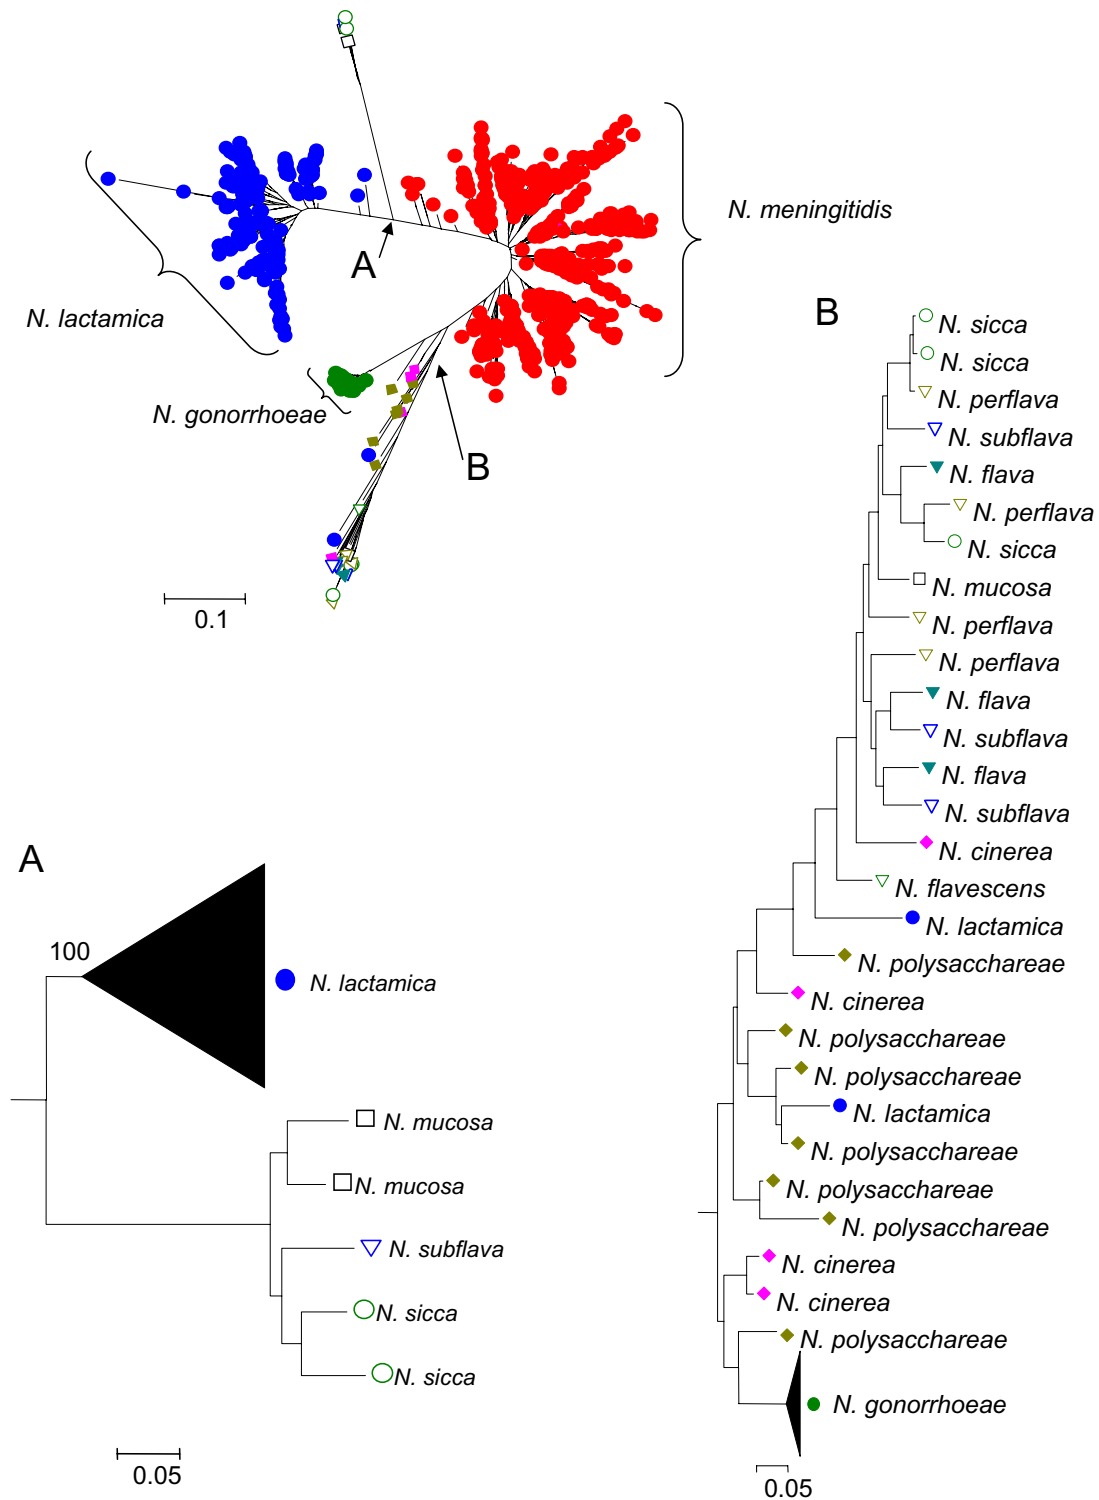 N. meningitidis
A
N. lactamica
N. gonorrhoeae
B
0.1
A
100
N. lactamica
N. mucosa
N. mucosa
N. subflava
N. sicca
N. sicca
0.05
B
N. sicca
N. sicca
N. perflava
N. subflava
N. flava
N. perflava
N. sicca
N. mucosa
N. perflava
N. perflava
N. flava
N. subflava
N. flava
N. subflava
N. cinerea
N. flavescens
N. lactamica
N. polysacchareae
N. cinerea
N. polysacchareae
N. polysacchareae
N. lactamica
N. polysacchareae
N. polysacchareae
N. polysacchareae
N. cinerea
N. cinerea
N. polysacchareae
N. gonorrhoeae
0.05